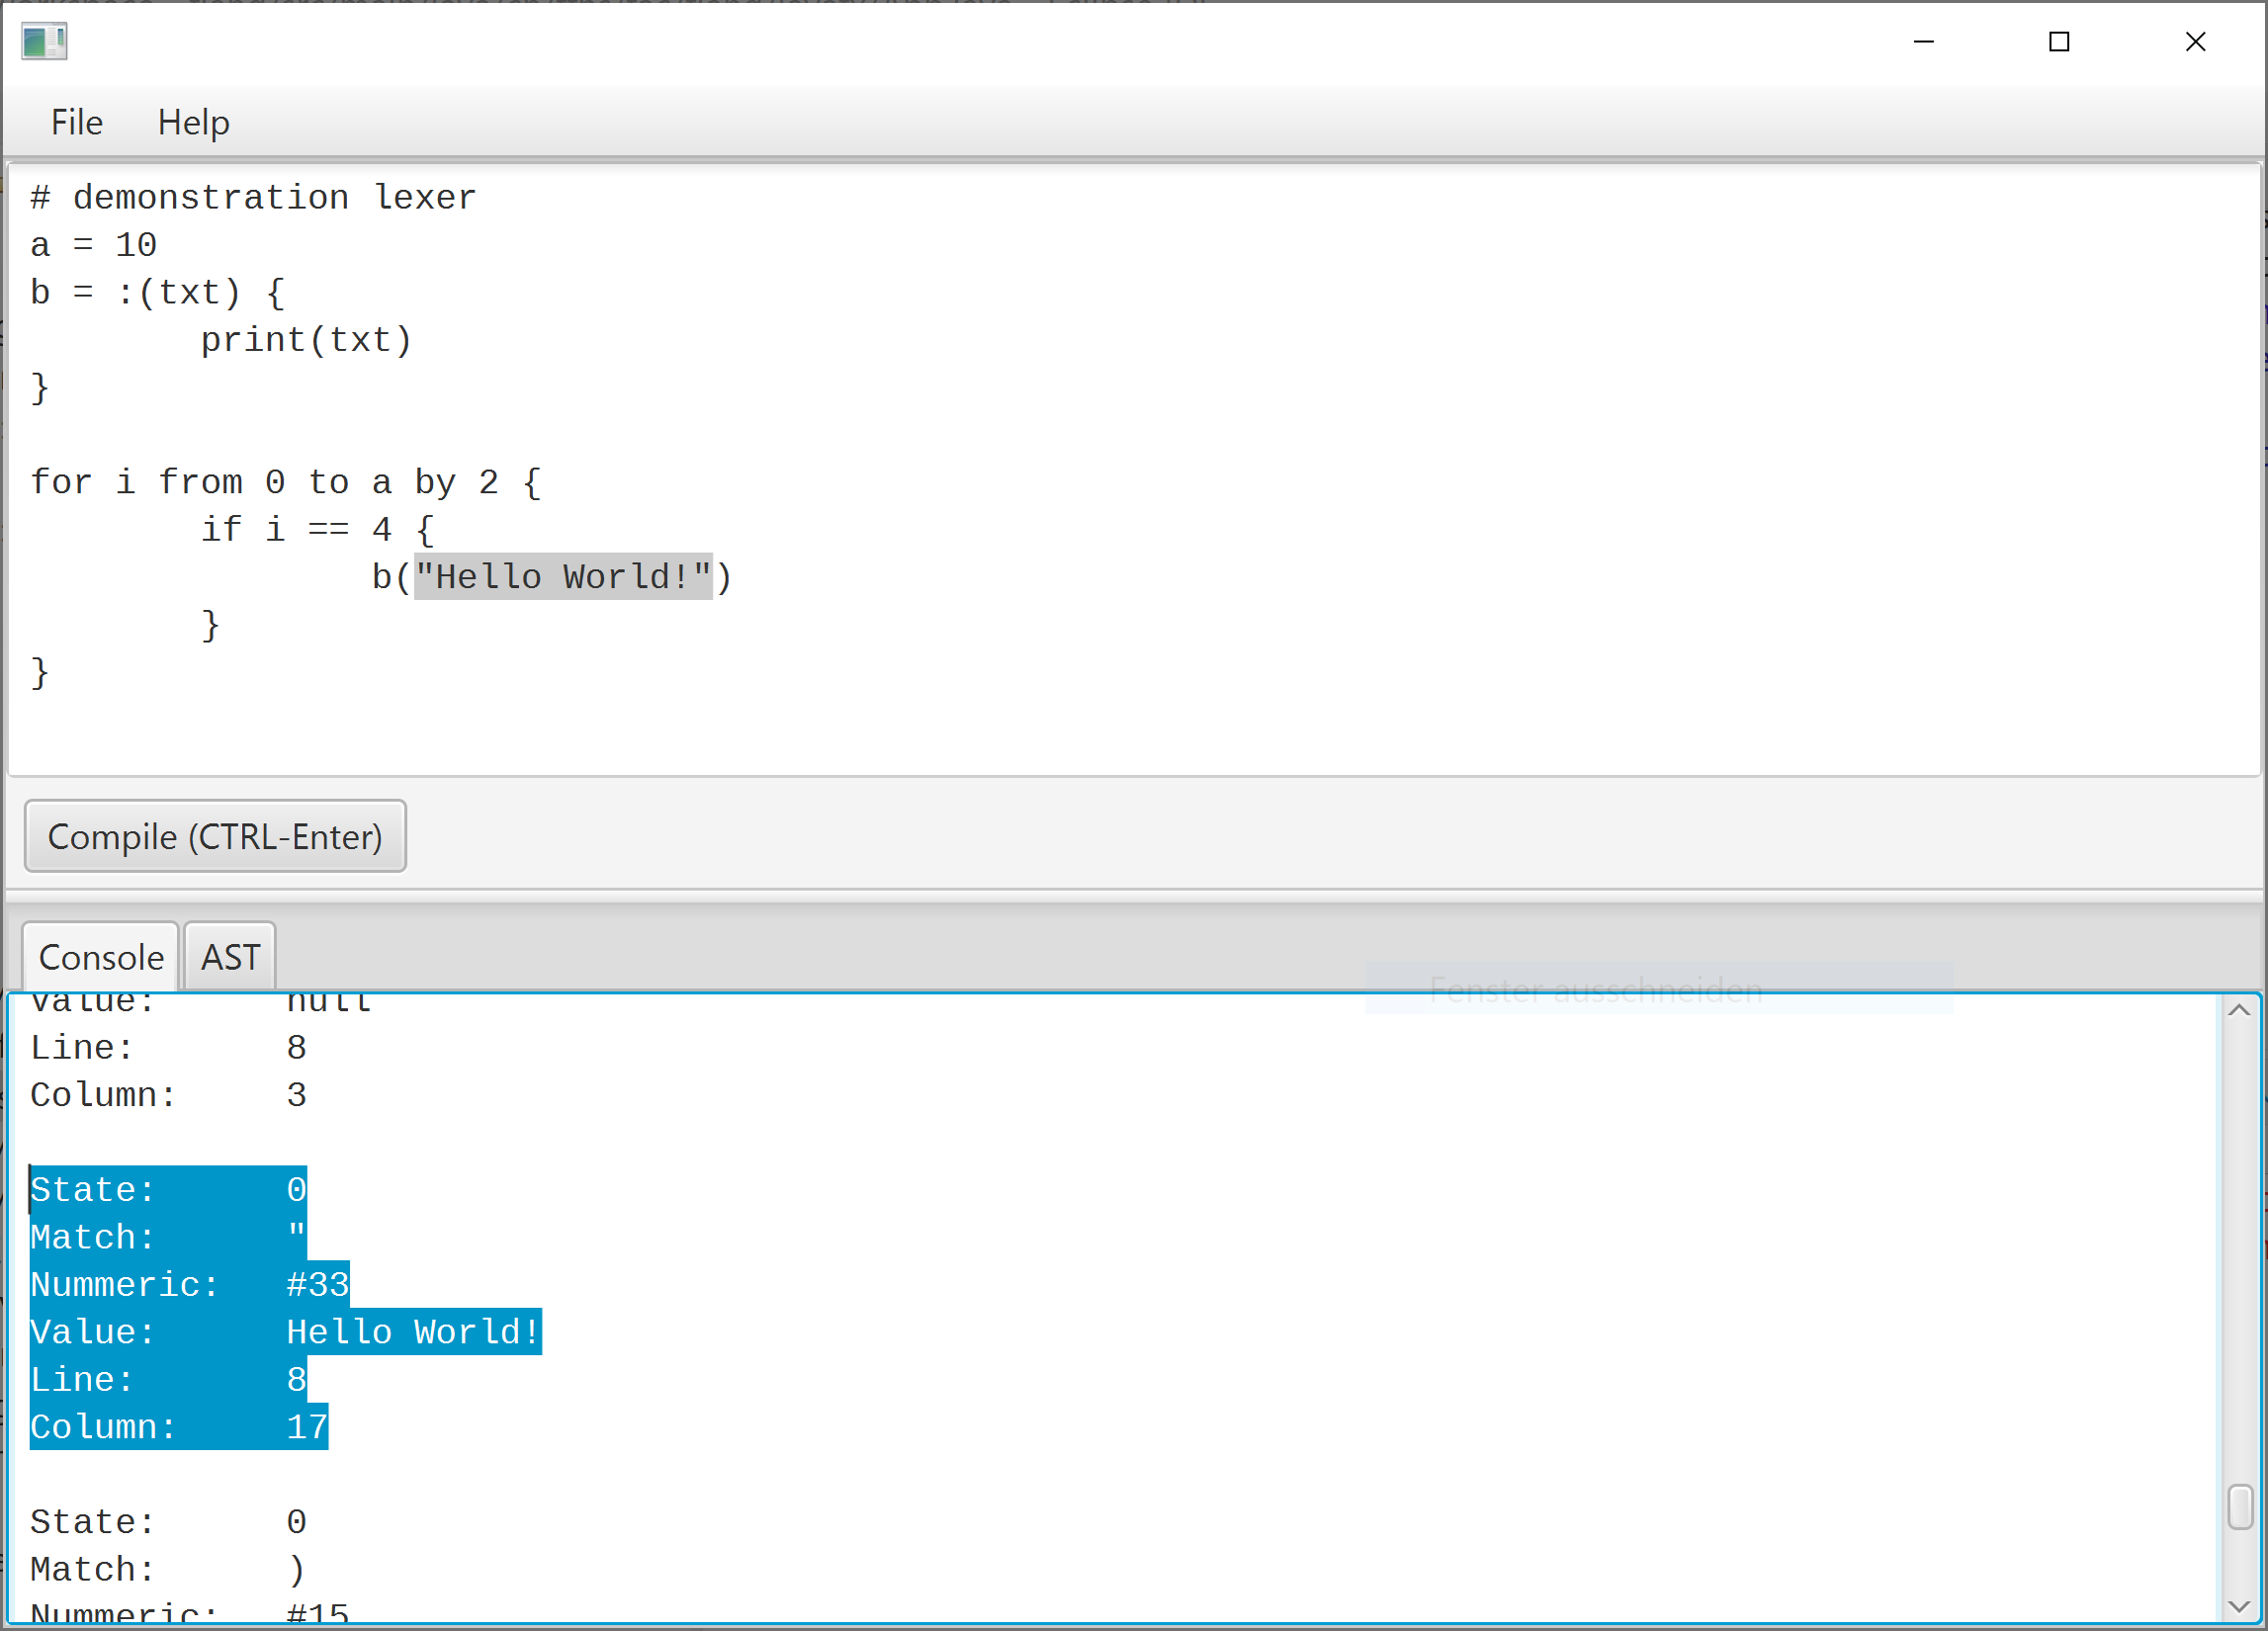 File Help
# demonstration lexer
a = 10
b = :(txt) {
        print(txt)
}
for i from 0 to a by 2 {
        if i == 4 {
                b("Hello World!")
        }
}
Compile (CTRL-Enter)
Console AST
Fenster ausschneiden
Value:      null
Line:       8
Column:     3
State:      0
Match:      "
Nummeric:   #33
Value:      Hello World!
Line:       8
Column:     17
State:      0
Match:      )
Nummeric:   #15